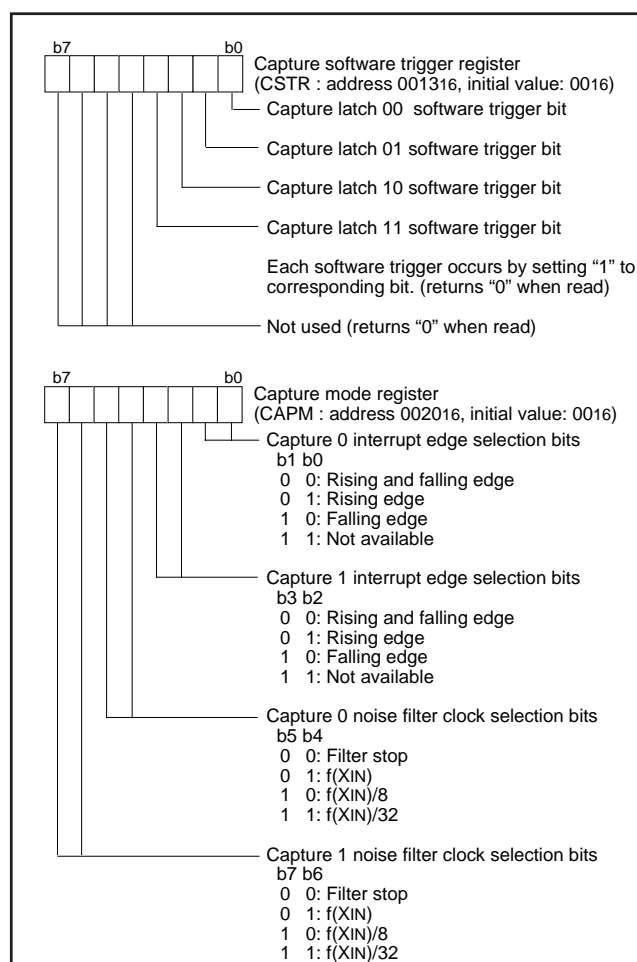 b7 b0
Capture software trigger register
(CSTR : address 001316, initial value: 0016)
Capture latch 00 software trigger bit
Capture latch 01 software trigger bit
Capture latch 10 software trigger bit
Capture latch 11 software trigger bit
Each software trigger occurs by setting “1” to
corresponding bit. (returns “0” when read)
Not used (returns “0” when read)
b7 b0
Capture mode register
(CAPM : address 002016, initial value: 0016)
Capture 0 interrupt edge selection bits
b1 b0
0 0: Rising and falling edge
0 1: Rising edge
1 0: Falling edge
1 1: Not available
Capture 1 interrupt edge selection bits
b3 b2
0 0: Rising and falling edge
0 1: Rising edge
1 0: Falling edge
1 1: Not available
Capture 0 noise filter clock selection bits
b5 b4
0 0: Filter stop
0 1: f(XIN)
1 0: f(XIN)/8
1 1: f(XIN)/32
Capture 1 noise filter clock selection bits
b7 b6
0 0: Filter stop
0 1: f(XIN)
1 0: f(XIN)/8
1 1: f(XIN)/32